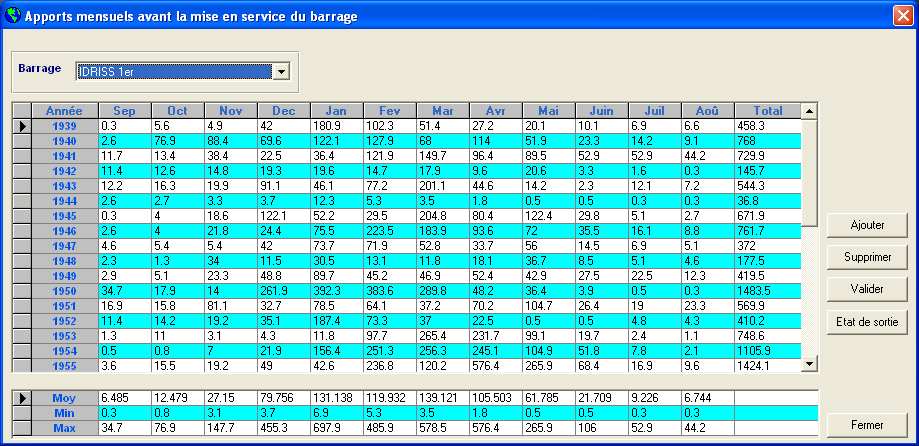 Apports mensuels avant la mise en service du barrage
Barrage IDRISS 1er
Année Sep Oct Nov Dec Jan Fev Mar Avr Mai Juin Juil Aoû Total
1939 0.3 5.6 4.9 42 180.9 102.3 51.4 27.2 20.1 10.1 6.9 6.6 458.3
1940 2.6 76.9 88.4 69.6 122.1 127.9 68 114 51.9 23.3 14.2 9.1 768
1941 11.7 13.4 38.4 22.5 36.4 121.9 149.7 96.4 89.5 52.9 52.9 44.2 729.9
1942 11.4 12.6 14.8 19.3 19.6 14.7 17.9 9.6 20.6 3.3 1.6 0.3 145.7
1943 12.2 16.3 19.9 91.1 46.1 77.2 201.1 44.6 14.2 2.3 12.1 7.2 544.3
1944 2.6 2.7 3.3 3.7 12.3 5.3 3.5 1.8 0.5 0.5 0.3 0.3 36.8
1945 0.3 4 18.6 122.1 52.2 29.5 204.8 80.4 122.4 29.8 5.1 2.7 671.9
1946 2.6 4 21.8 24.4 75.5 223.5 183.9 93.6 72 35.5 16.1 8.8 761.7
1947 4.6 5.4 5.4 42 73.7 71.9 52.8 33.7 56 14.5 6.9 5.1 372
1948 2.3 1.3 34 11.5 30.5 13.1 11.8 18.1 36.7 8.5 5.1 4.6 177.5
1949 2.9 5.1 23.3 48.8 89.7 45.2 46.9 52.4 42.9 27.5 22.5 12.3 419.5
1950 34.7 17.9 14 261.9 392.3 383.6 289.8 48.2 36.4 3.9 0.5 0.3 1483.5
1951 16.9 15.8 81.1 32.7 78.5 64.1 37.2 70.2 104.7 26.4 19 23.3 569.9
1952 11.4 14.2 19.2 35.1 187.4 73.3 37 22.5 0.5 0.5 4.8 4.3 410.2
1953 1.3 11 3.1 4.3 11.8 97.7 265.4 231.7 99.1 19.7 2.4 1.1 748.6
1954 0.5 0.8 7 21.9 156.4 251.3 256.3 245.1 104.9 51.8 7.8 2.1 1105.9
1955 3.6 15.5 19.2 49 42.6 236.8 120.2 576.4 265.9 68.4 16.9 9.6 1424.1
Moy 6.485 12.479 27.15 79.756 131.138 119.932 139.121 105.503 61.785 21.709 9.226 6.744
Min 0.3 0.8 3.1 3.7 6.9 5.3 3.5 1.8 0.5 0.5 0.3 0.3
Max 34.7 76.9 147.7 455.3 697.9 485.9 578.5 576.4 265.9 106 52.9 44.2
Ajouter
Supprimer
Valider
Etat de sortie
Fermer